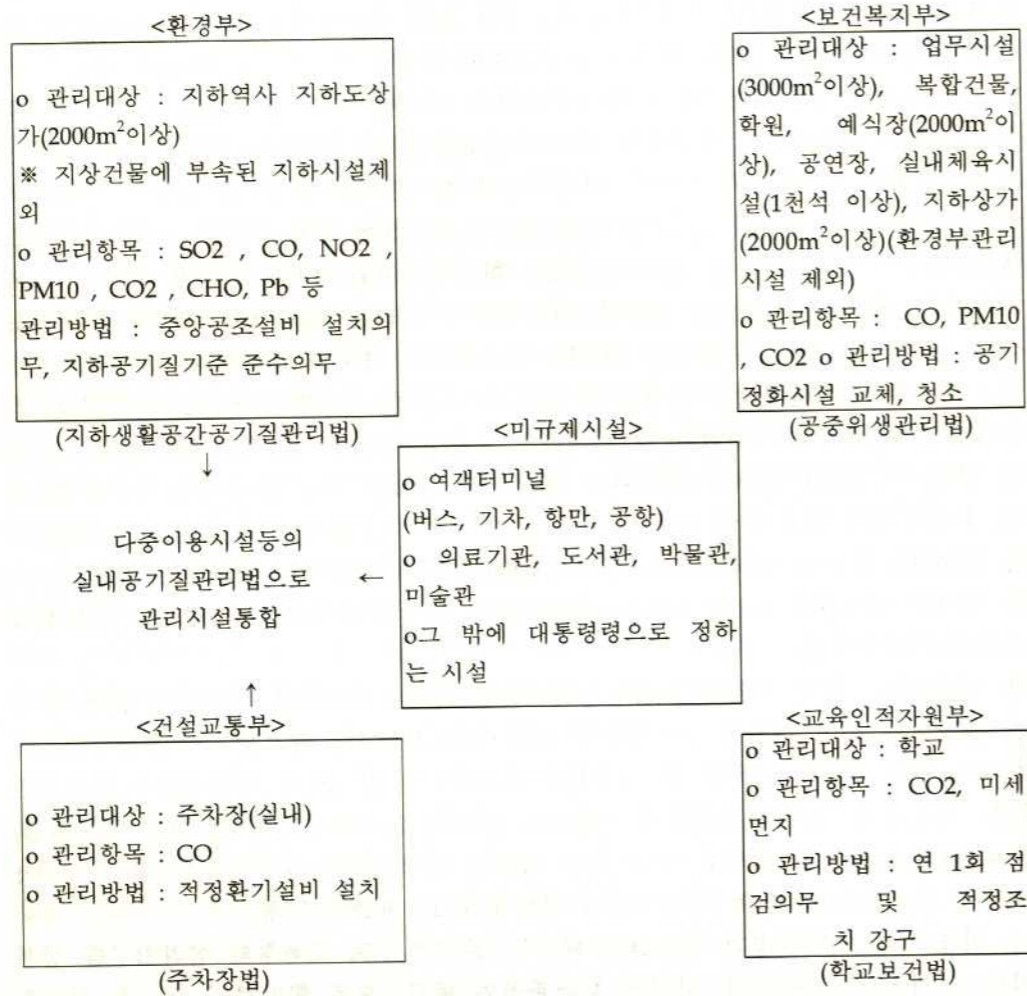 <환경부>
o 관리대상 : 지하역사 지하도상
가(2000m²이상)
※ 지상건물에 부속된 지하시설제
외
o 관리항목 : SO2 , CO, NO2 ,
PM10 , CO2 , CHO, Pb 등
관리방법 : 중앙공조설비 설치의
무, 지하공기질기준 준수의무
(지하생활공간공기질관리법)
↓
<보건복지부>
o 관리대상 : 업무시설
(3000m²이상), 복합건물,
학원, 예식장(2000m²이
상), 공연장, 실내체육시
설(1천석 이상), 지하상가
(2000m²이상)(환경부관리
시설 제외)
o 관리항목 : CO, PM10
, CO2 o 관리방법 : 공기
정화시설 교체, 청소
(공중위생관리법)
<미규제시설>
o 여객터미널
(버스, 기차, 항만, 공항)
o 의료기관, 도서관, 박물관,
미술관
o그 밖에 대통령령으로 정하
는 시설
다중이용시설등의
실내공기질관리법으로 ←
관리시설통합
↑
<건설교통부>
o 관리대상 : 주차장(실내)
o 관리항목 : CO
o 관리방법 : 적정환기설비 설치
(주차장법)
<교육인적자원부>
o 관리대상 : 학교
o 관리항목 : CO2, 미세
먼지
o 관리방법 : 연 1회 점
검의무 및 적정조
치 강구
(학교보건법)